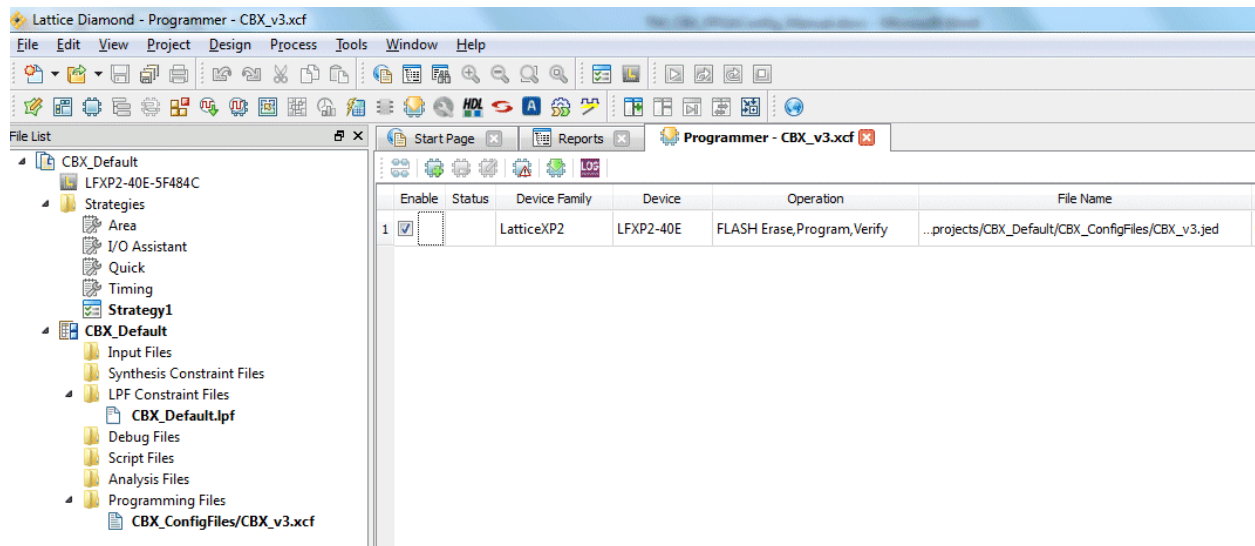 Lattice Diamond - Programmer - CBX_v3.xcf
File Edit View Project Design Process Tools Window Help
HDL A
File List
Start Page Reports Programmer - CBX_v3.xcf
CBX_Default
LFXP2-40E-5F484C
LOG
Strategies
Enable Status Device Family Device Operation File Name
Area
1 LatticeXP2 LFXP2-40E FLASH Erase,Program,Verify ...projects/CBX_Default/CBX_ConfigFiles/CBX_v3.jed
I/O Assistant
Quick
Timing
Strategy1
CBX_Default
Input Files
Synthesis Constraint Files
LPF Constraint Files
CBX_Default.lpf
Debug Files
Script Files
Analysis Files
Programming Files
CBX_ConfigFiles/CBX_v3.xcf